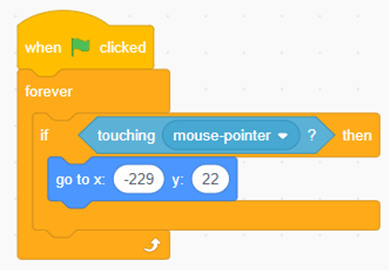 when clicked
forever
if touching mouse-pointer ? then
go to x: -229 y: 22